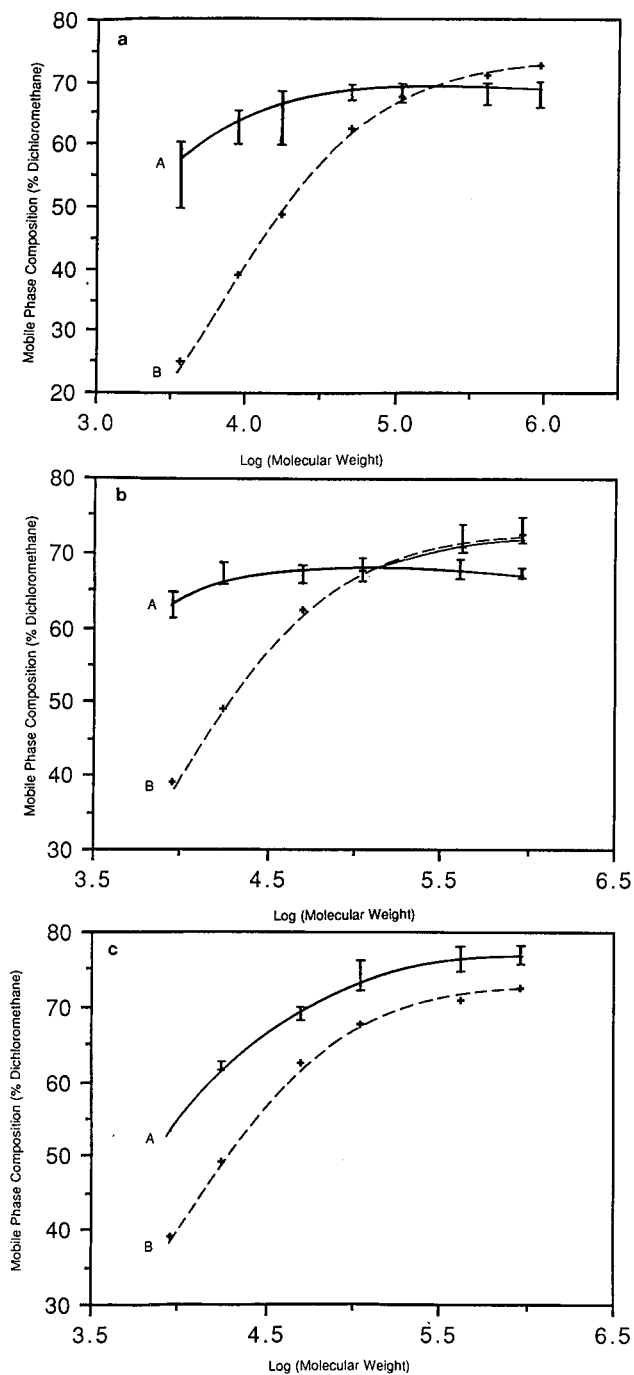 a
80
70
60
50
40
30
20
Mobile Phase Composition (% Dichloromethane)
A
B
3.0 4.0 5.0 6.0
Log (Molecular Weight)
b
80
70
60
50
40
30
Mobile Phase Composition (% Dichloromethane)
A
B
3.5 4.5 5.5 6.5
Log (Molecular Weight)
c
80
70
60
50
40
30
Mobile Phase Composition (% Dichloromethane)
A
B
3.5 4.5 5.5 6.5
Log (Molecular Weight)